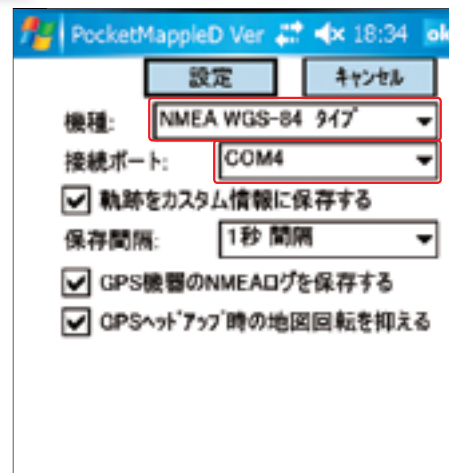 PocketMappleD Ver 18:34 ok
設定 キャンセル
機種: NMEA WGS-84 タイプ
接続ポート: COM4
軌跡をカスタム情報に保存する
保存間隔: 1秒 間隔
GPS機器のNMEAログを保存する
GPSヘッドアップ時の地図回転を抑える